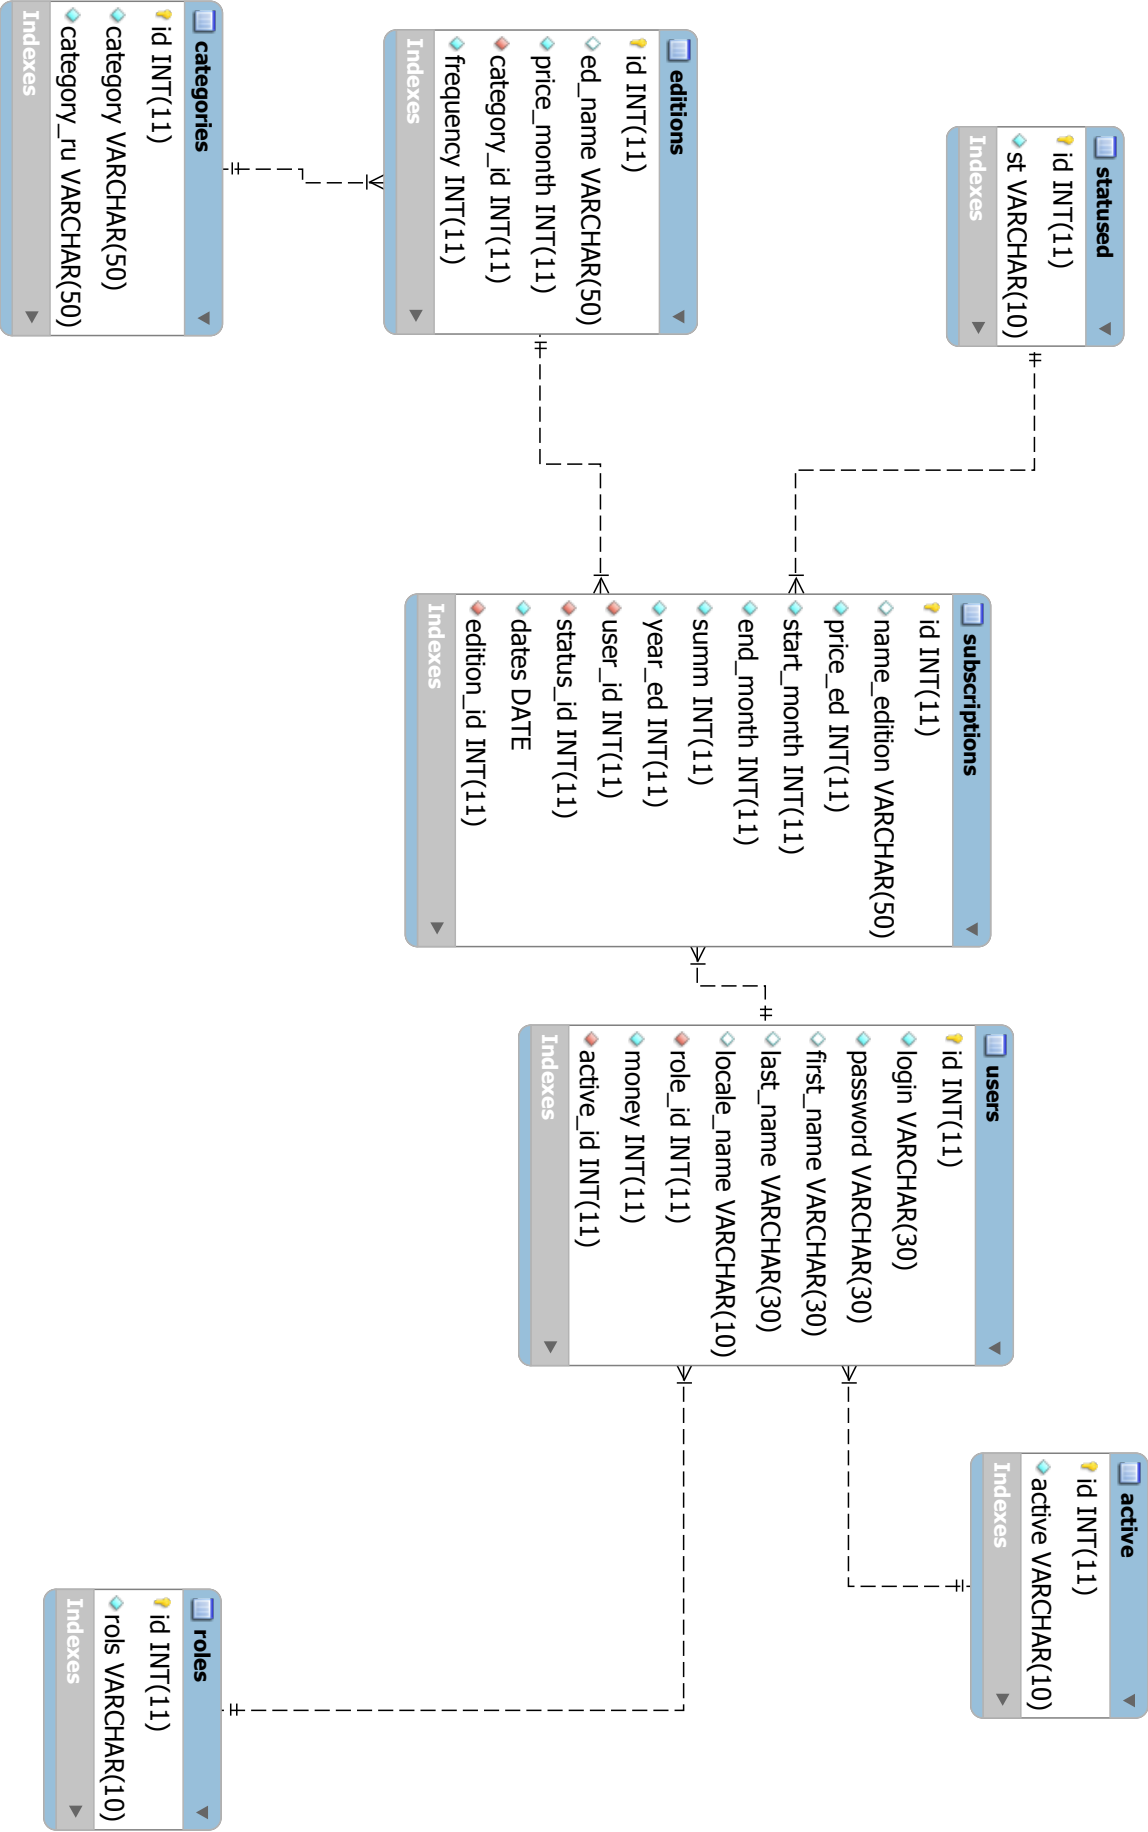 categories
id INT(11)
category VARCHAR(50)
category_ru VARCHAR(50)
Indexes
editions
id INT(11)
ed_name VARCHAR(50)
price_month INT(11)
category_id INT(11)
frequency INT(11)
Indexes
statused
id INT(11)
st VARCHAR(10)
Indexes
subscriptions
id INT(11)
name_edition VARCHAR(50)
price_ed INT(11)
start_month INT(11)
end_month INT(11)
summ INT(11)
year_ed INT(11)
user_id INT(11)
status_id INT(11)
dates DATE
edition_id INT(11)
Indexes
users
id INT(11)
login VARCHAR(30)
password VARCHAR(30)
first_name VARCHAR(30)
last_name VARCHAR(30)
locale_name VARCHAR(10)
role_id INT(11)
money INT(11)
active_id INT(11)
Indexes
active
id INT(11)
active VARCHAR(10)
Indexes
roles
id INT(11)
rols VARCHAR(10)
Indexes